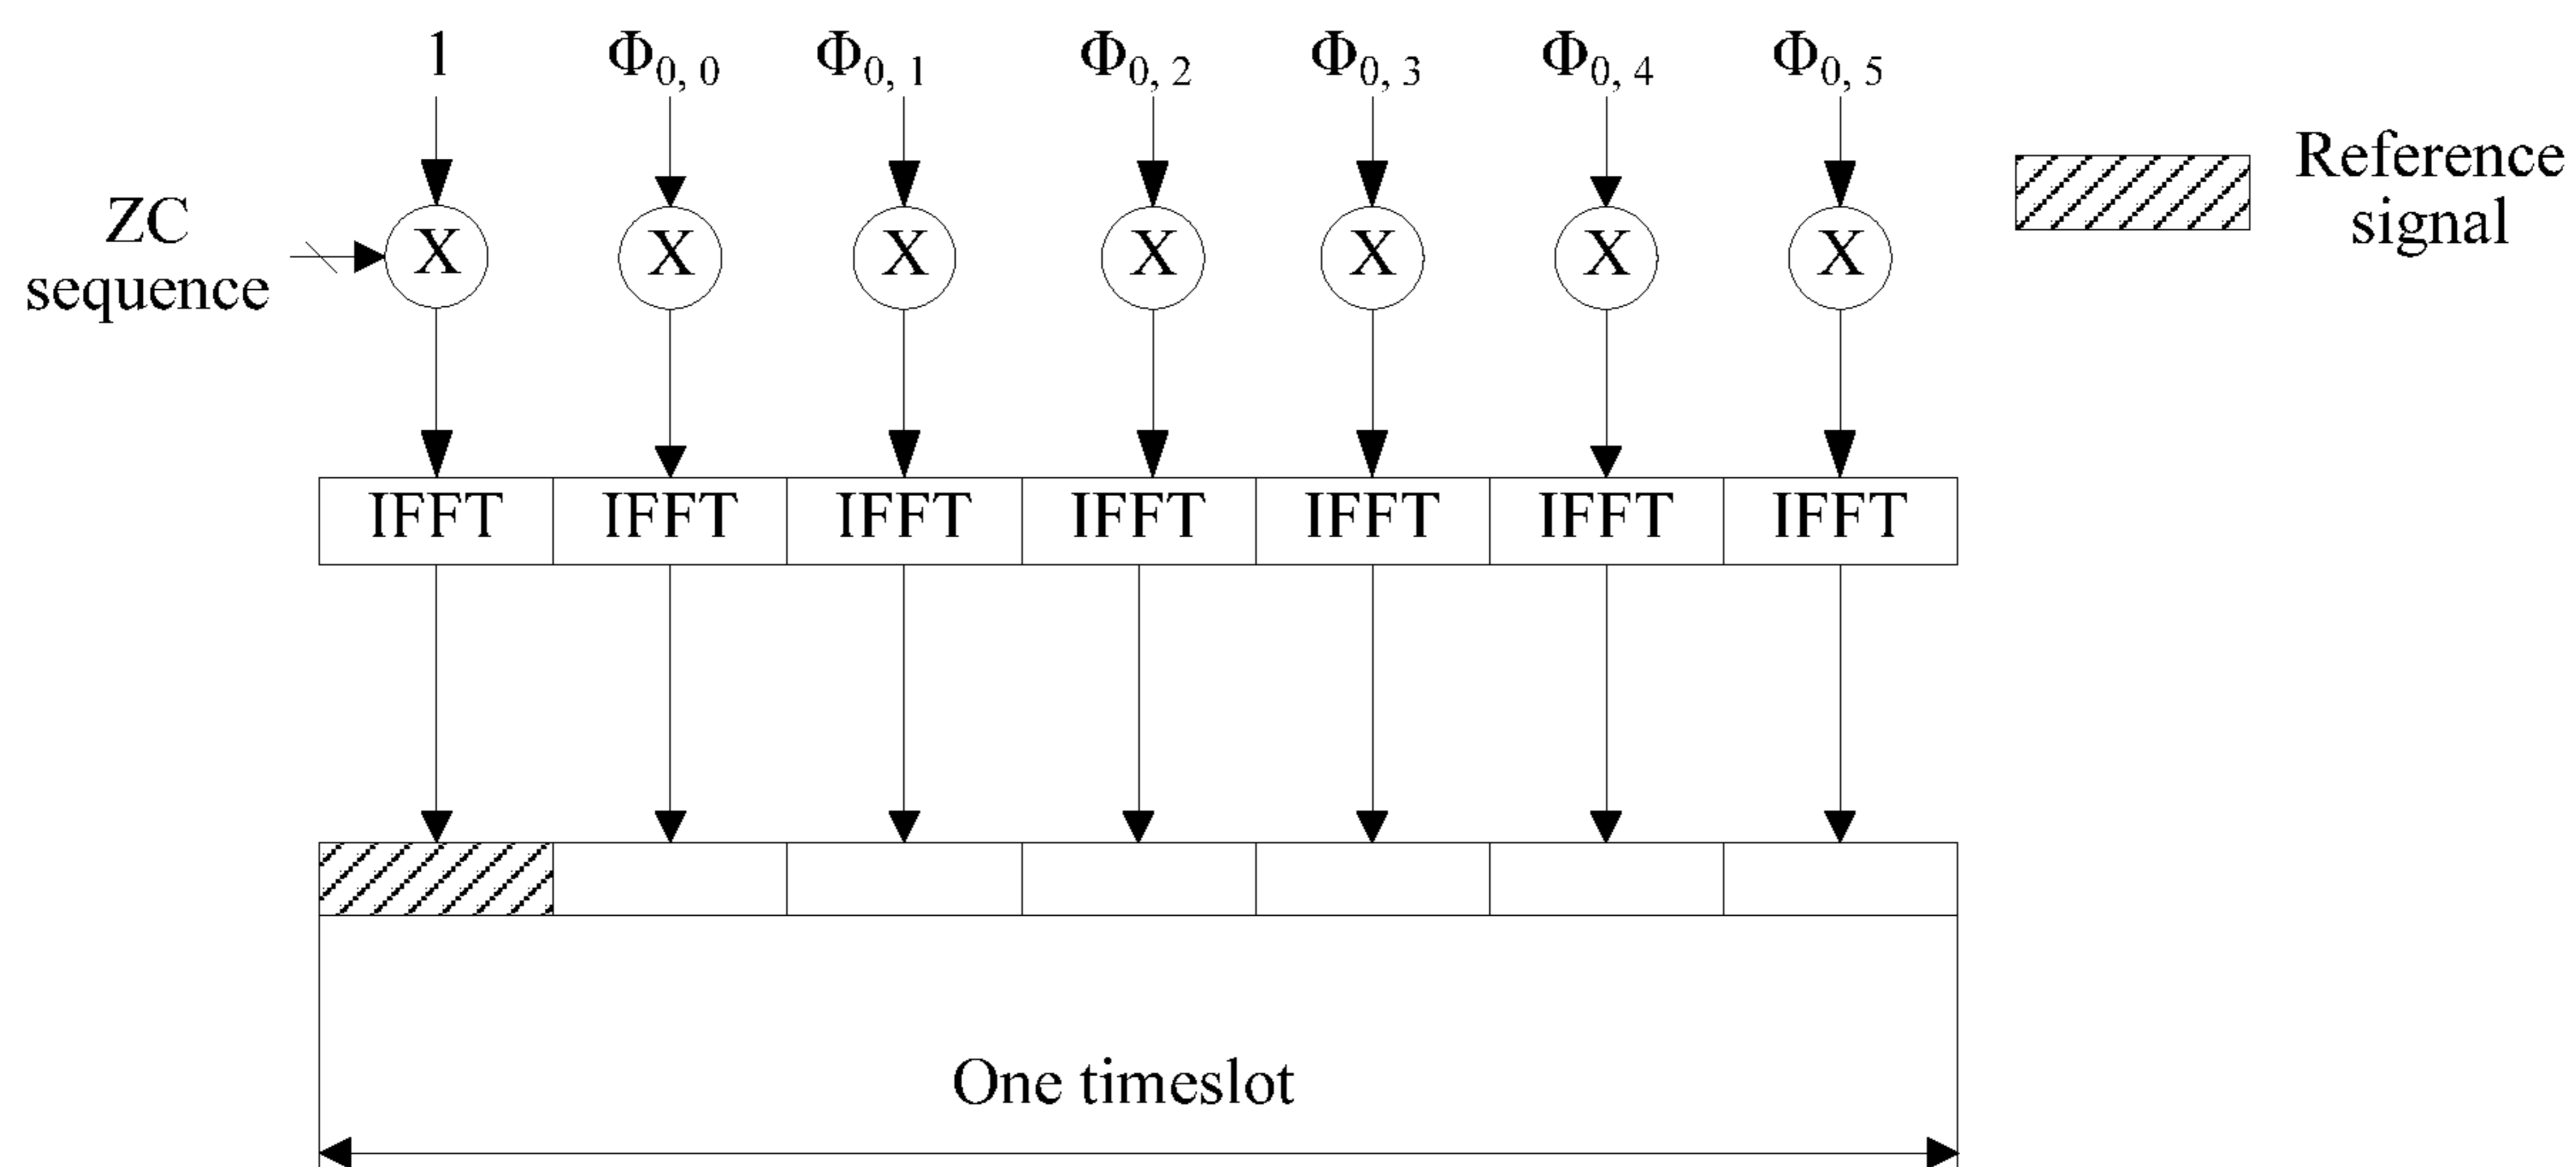 1 Φ0, 0 Φ0, 1 Φ0, 2 Φ0, 3 Φ0, 4 Φ0, 5
Reference
signal
ZC
sequence
X X X X X X X
IFFT IFFT IFFT IFFT IFFT IFFT IFFT
One timeslot